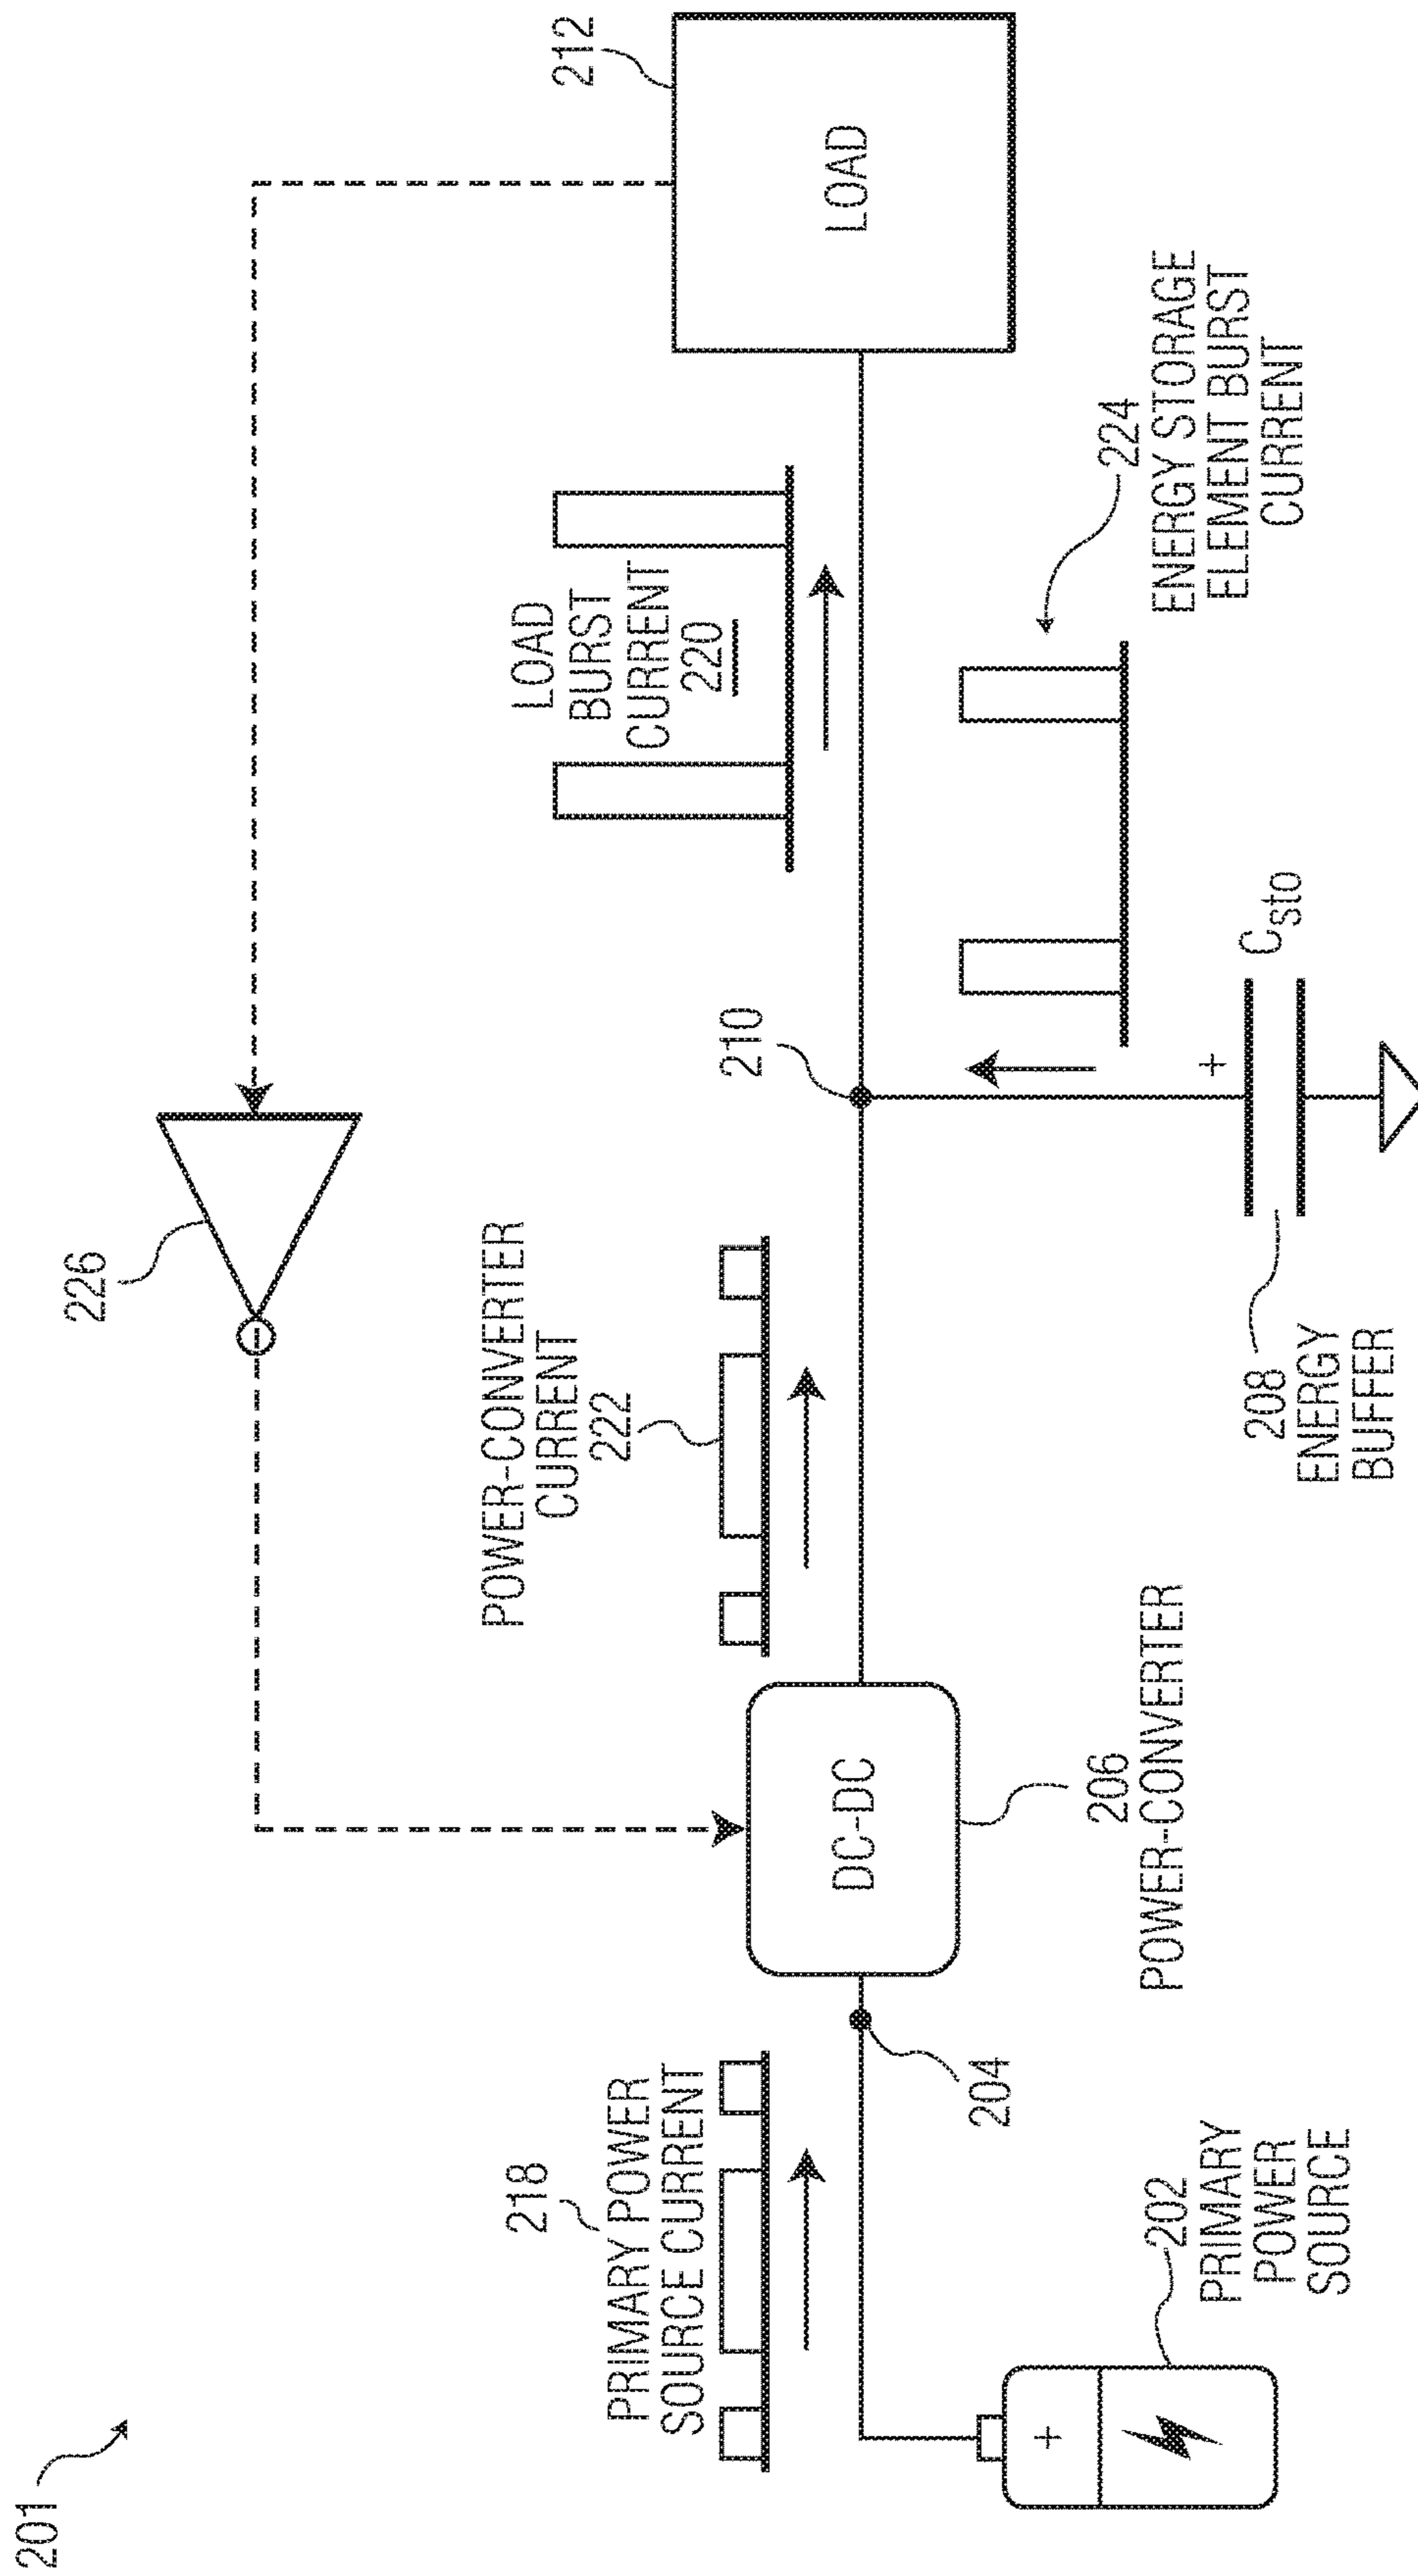 201
226
212
LOAD
LOAD
BURST
CURRENT
220
POWER-CONVERTER
CURRENT
222
218
PRIMARY POWER
SOURCE CURRENT
210
DC-DC
204
206
POWER-CONVERTER
224
ENERGY STORAGE
ELEMENT BURST
CURRENT
+
Csto
208
ENERGY
BUFFER
+
202
PRIMARY
POWER
SOURCE